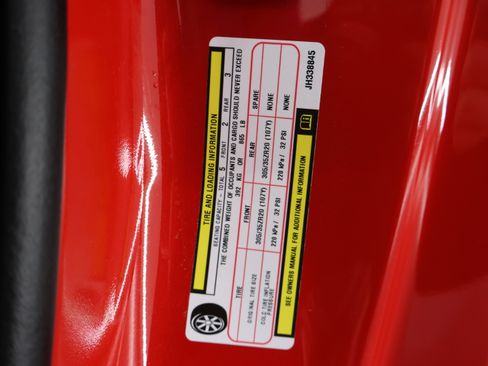 TIRE AND LOADING INFORMATION
SEATING CAPACITY - TOTAL 5 FRONT 2 REAR 3
THE COMBINED WEIGHT OF OCCUPANTS AND CARGO SHOULD NEVER EXCEED
392 KG OR 865 LB
TIRE FRONT REAR SPARE
ORIGINAL TIRE SIZE 305/35ZR20 (107Y) 305/35ZR20 (107Y) NONE
COLD TIRE INFLATION PRESSURE 220 kPa / 32 PSI 220 kPa / 32 PSI NONE
SEE OWNERS MANUAL FOR ADDITIONAL INFORMATION
JH338845